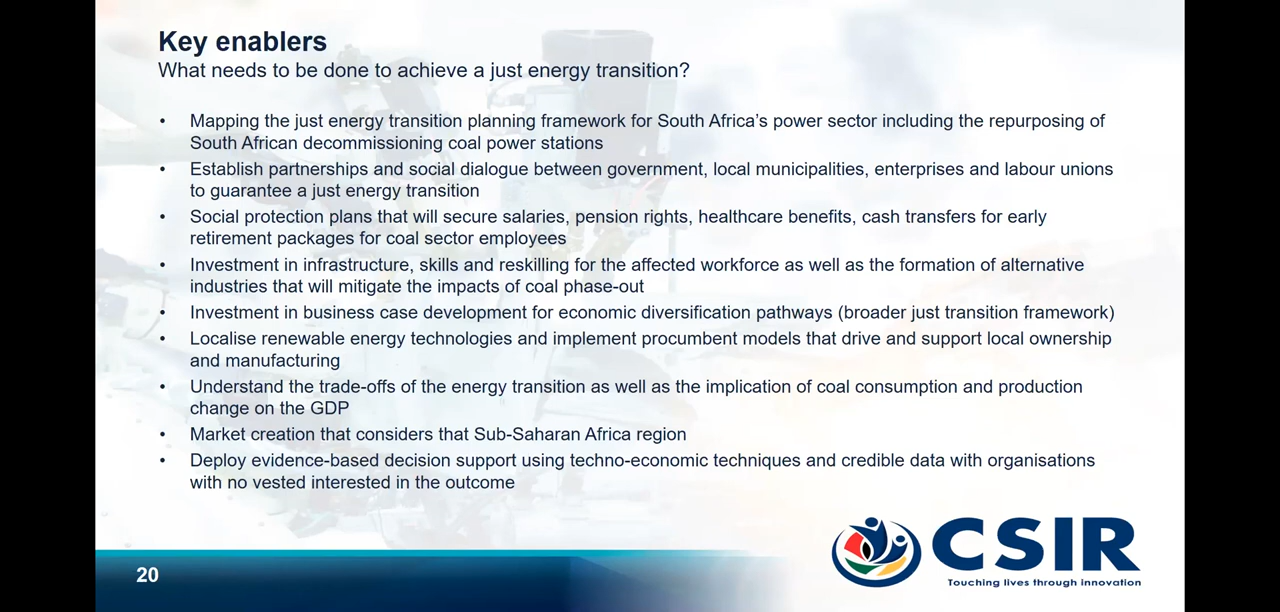 Key enablers
What needs to be done to achieve a just energy transition?
• Mapping the just energy transition planning framework for South Africa's power sector including the repurposing of
South African decommissioning coal power stations
• Establish partnerships and social dialogue between government, local municipalities, enterprises and labour unions
to guarantee a just energy transition
• Social protection plans that will secure salaries, pension rights, healthcare benefits, cash transfers for early
retirement packages for coal sector employees
• Investment in infrastructure, skills and reskilling for the affected workforce as well as the formation of alternative
industries that will mitigate the impacts of coal phase-out
• Investment in business case development for economic diversification pathways (broader just transition framework)
• Localise renewable energy technologies and implement procumbent models that drive and support local ownership
and manufacturing
• Understand the trade-offs of the energy transition as well as the implication of coal consumption and production
change on the GDP
• Market creation that considers that Sub-Saharan Africa region
• Deploy evidence-based decision support using techno-economic techniques and credible data with organisations
with no vested interested in the outcome
CSIR
Touching lives through innovation
20